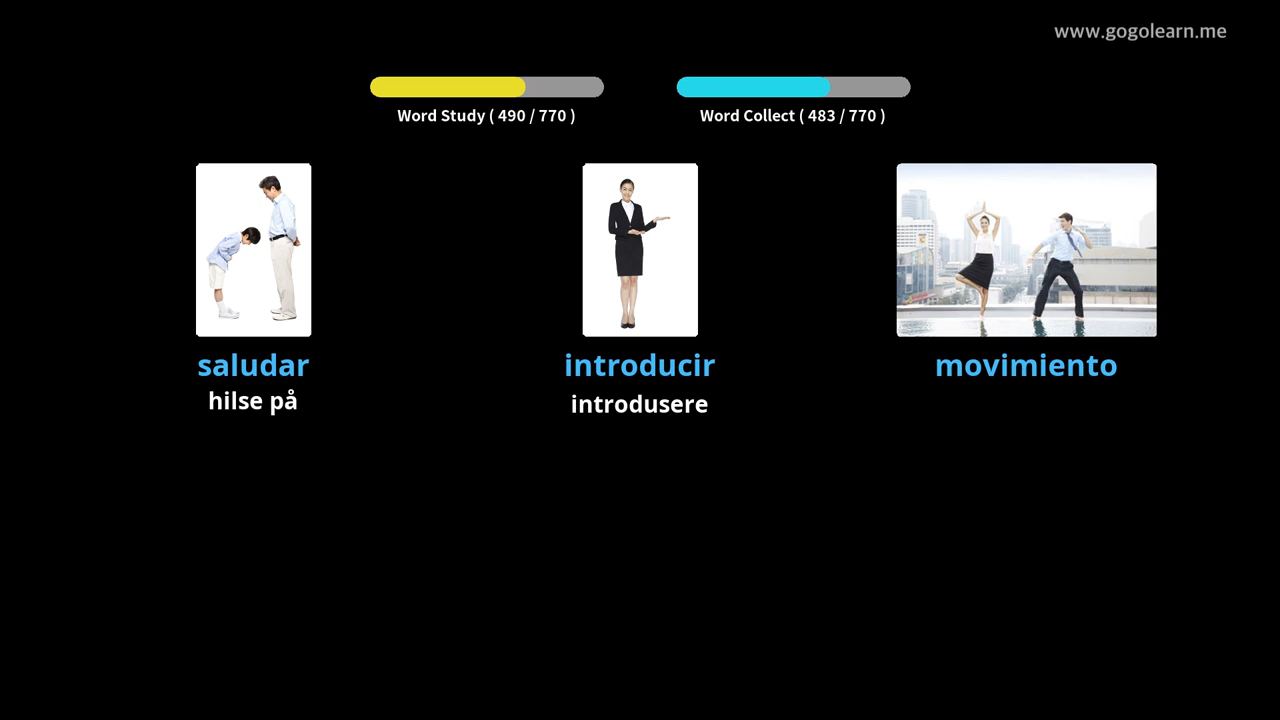 www.gogolearn.me
Word Study ( 490 / 770 )
Word Collect ( 483 / 770 )
saludar
hilse på
introducir
introdusere
movimiento